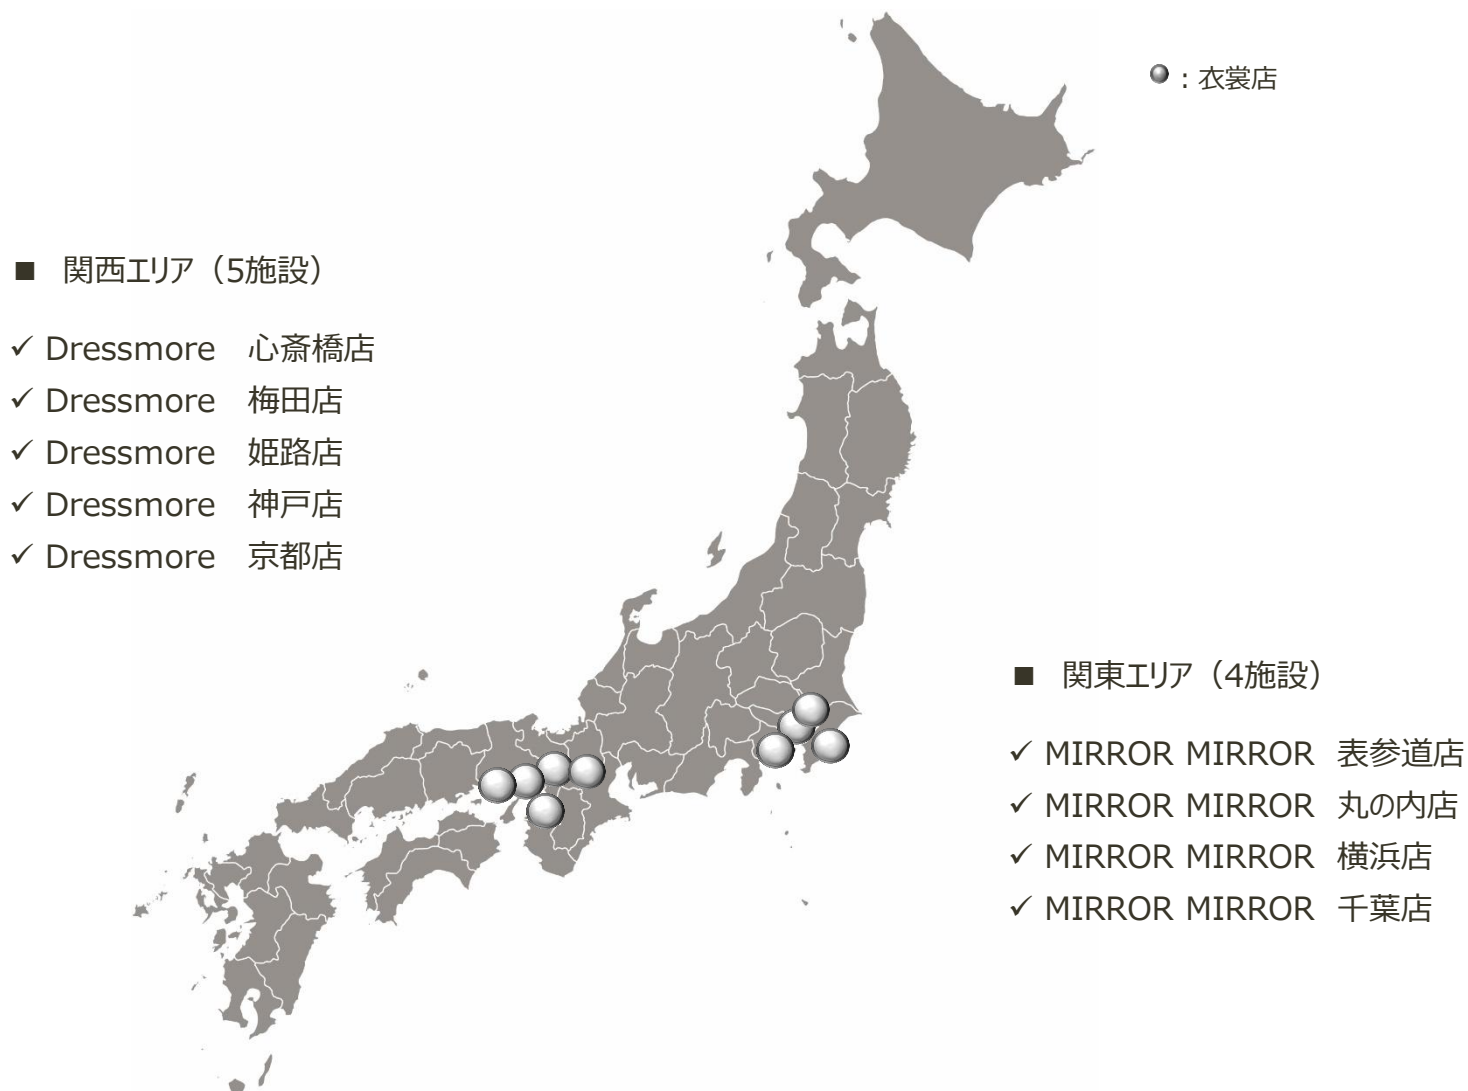 ：衣裳店
■ 関西エリア（5施設）
✓ Dressmore　心斎橋店
✓ Dressmore　梅田店
✓ Dressmore　姫路店
✓ Dressmore　神戸店
✓ Dressmore　京都店
■ 関東エリア（4施設）
✓ MIRROR MIRROR　表参道店
✓ MIRROR MIRROR　丸の内店
✓ MIRROR MIRROR　横浜店
✓ MIRROR MIRROR　千葉店